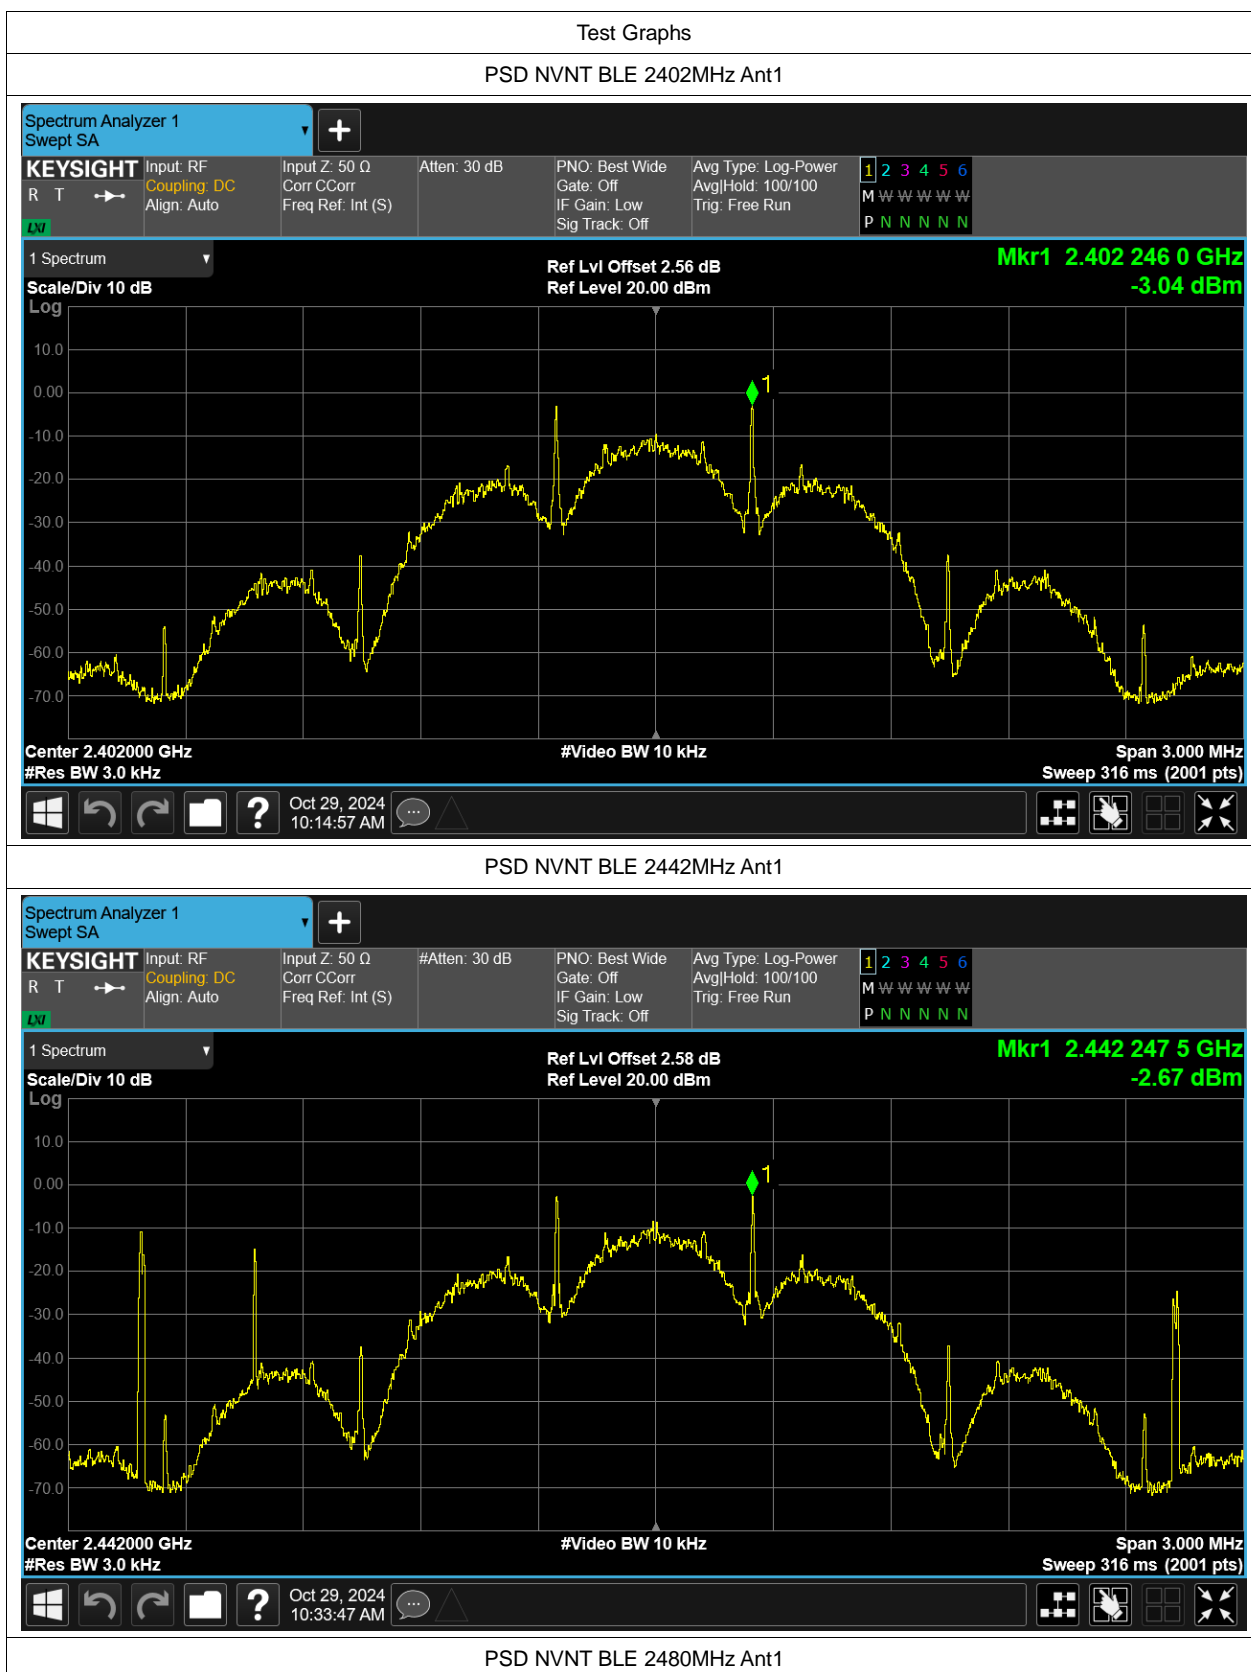 Test Graphs
PSD NVNT BLE 2402MHz Ant1
Spectrum Analyzer 1
Swept SA
KEYSIGHT
R T
LXI
Input: RF
Coupling: DC
Align: Auto
Input Z: 50 Ω
Corr CCorr
Freq Ref: Int (S)
Atten: 30 dB
PNO: Best Wide
Gate: Off
IF Gain: Low
Sig Track: Off
Avg Type: Log-Power
Avg|Hold: 100/100
Trig: Free Run
1 2 3 4 5 6
M W W W W W
P N N N N N
1 Spectrum
Scale/Div 10 dB
Log
Ref Lvl Offset 2.56 dB
Ref Level 20.00 dBm
Mkr1 2.402 246 0 GHz
-3.04 dBm
10.0
0.00
-10.0
-20.0
-30.0
-40.0
-50.0
-60.0
-70.0
1
Center 2.402000 GHz
#Res BW 3.0 kHz
#Video BW 10 kHz
Span 3.000 MHz
Sweep 316 ms (2001 pts)
?
Oct 29, 2024
10:14:57 AM
PSD NVNT BLE 2442MHz Ant1
Spectrum Analyzer 1
Swept SA
KEYSIGHT
R T
LXI
Input: RF
Coupling: DC
Align: Auto
Input Z: 50 Ω
Corr CCorr
Freq Ref: Int (S)
#Atten: 30 dB
PNO: Best Wide
Gate: Off
IF Gain: Low
Sig Track: Off
Avg Type: Log-Power
Avg|Hold: 100/100
Trig: Free Run
1 2 3 4 5 6
M W W W W W
P N N N N N
1 Spectrum
Scale/Div 10 dB
Log
Ref Lvl Offset 2.58 dB
Ref Level 20.00 dBm
Mkr1 2.442 247 5 GHz
-2.67 dBm
10.0
0.00
-10.0
-20.0
-30.0
-40.0
-50.0
-60.0
-70.0
1
Center 2.442000 GHz
#Res BW 3.0 kHz
#Video BW 10 kHz
Span 3.000 MHz
Sweep 316 ms (2001 pts)
?
Oct 29, 2024
10:33:47 AM
PSD NVNT BLE 2480MHz Ant1